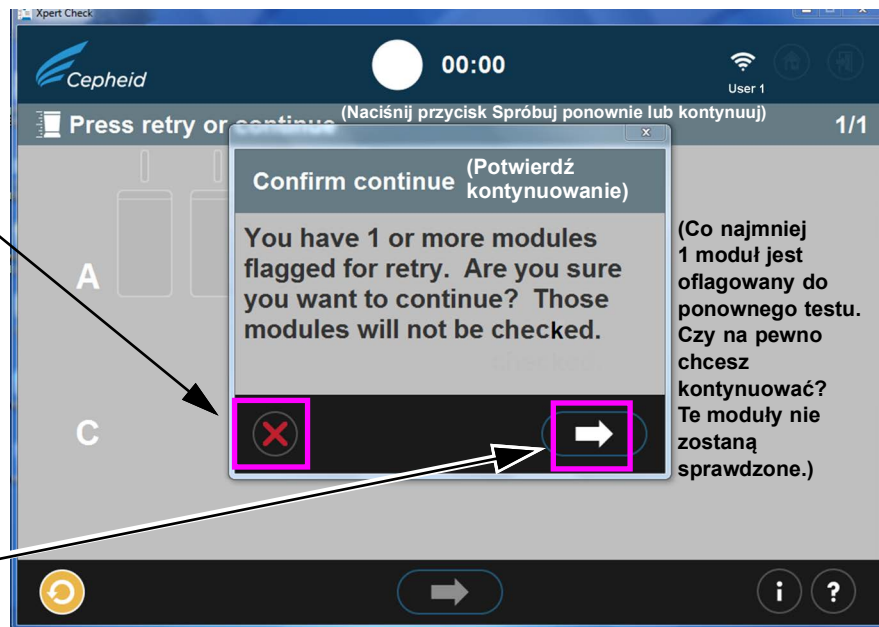 Xpert Check
Cepheid
00:00
User 1
Press retry or continue (Naciśnij przycisk Spróbuj ponownie lub kontynuuj)
1/1
x
Confirm continue (Potwierdź
kontynuowanie)
You have 1 or more modules
flagged for retry. Are you sure
you want to continue? Those
modules will not be checked.
(Co najmniej
1 moduł jest
oflagowany do
ponownego testu.
Czy na pewno
chcesz
kontynuować?
Te moduły nie
zostaną
sprawdzone.)
A
C
i
?